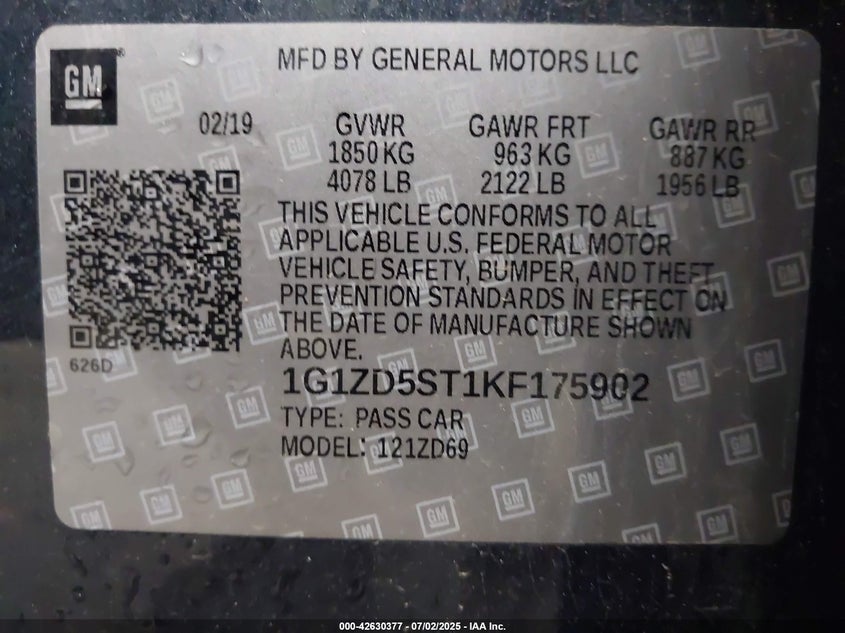 GM
MFD BY GENERAL MOTORS LLC
02/19
GVWR
1850 KG
4078 LB
GAWR FRT
963 KG
2122 LB
GAWR RR
887 KG
1956 LB
THIS VEHICLE CONFORMS TO ALL
APPLICABLE U.S. FEDERAL MOTOR
VEHICLE SAFETY, BUMPER, AND THEFT
PREVENTION STANDARDS IN EFFECT ON
THE DATE OF MANUFACTURE SHOWN
ABOVE.
626D
1G1ZD5ST1KF175902
TYPE: PASS CAR
MODEL: 121ZD69
000-42630377 - 07/02/2025 - IAA Inc.